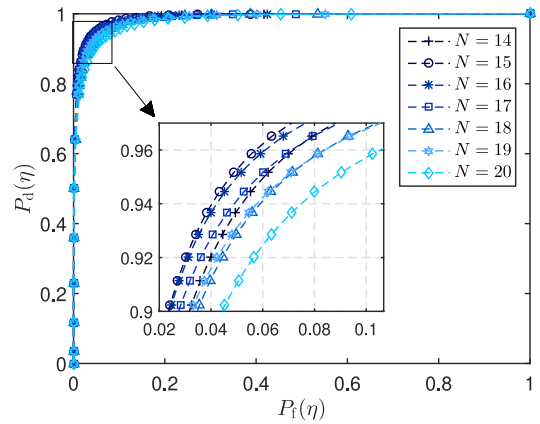 1
0.8
0.6
0.4
0.2
0
P_d(η)
N = 14
N = 15
N = 16
N = 17
N = 18
N = 19
N = 20
0.96
0.94
0.92
0.9
0.02 0.04 0.06 0.08 0.1
0 0.2 0.4 0.6 0.8 1
P_f(η)